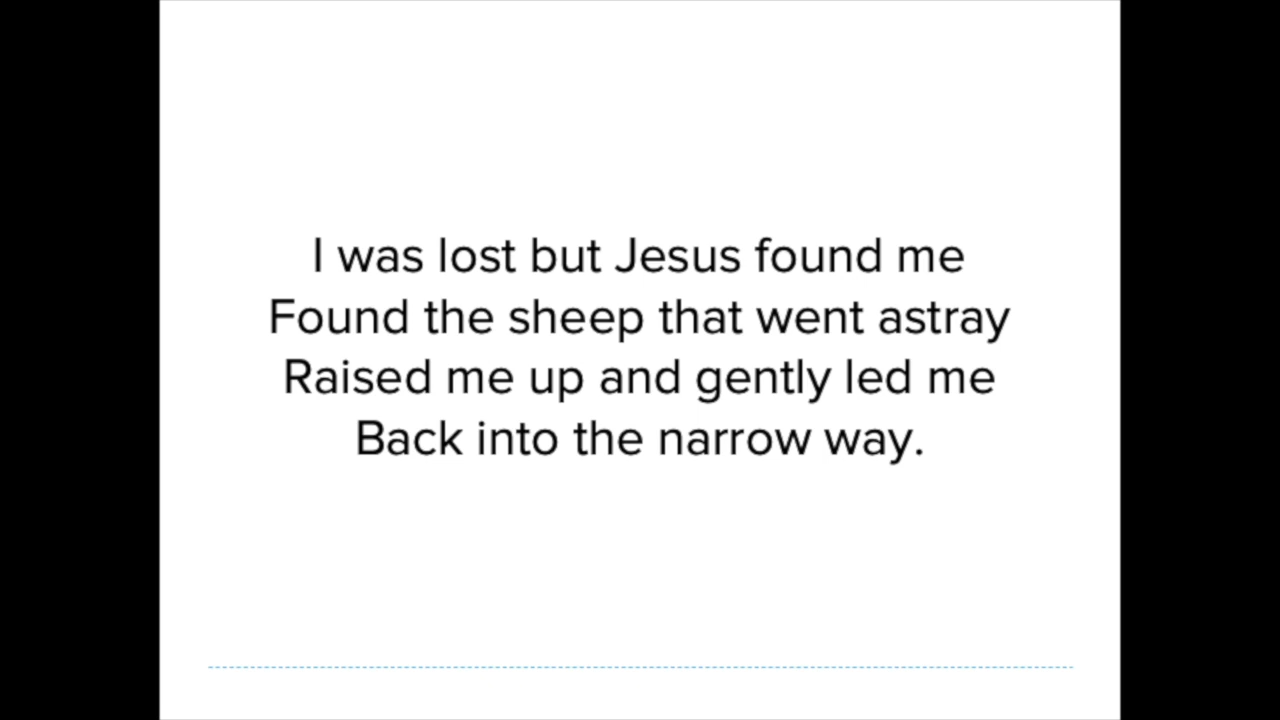 I was lost but Jesus found me
Found the sheep that went astray
Raised me up and gently led me
Back into the narrow way.